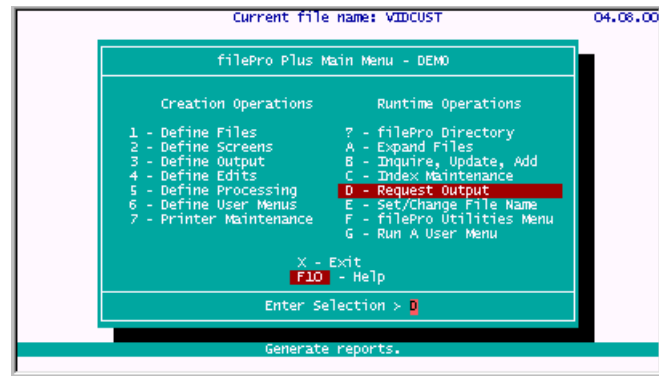 Current file name: VIDCUST 04.08.00
filePro Plus Main Menu - DEMO
Creation Operations Runtime Operations
1 - Define Files ? - filePro Directory
2 - Define Screens A - Expand Files
3 - Define Output B - Inquire, Update, Add
4 - Define Edits C - Index Maintenance
5 - Define Processing D - Request Output
6 - Define User Menus E - Set/Change File Name
7 - Printer Maintenance F - filePro Utilities Menu
G - Run A User Menu
X - Exit
F10 - Help
Enter Selection > D
Generate reports.